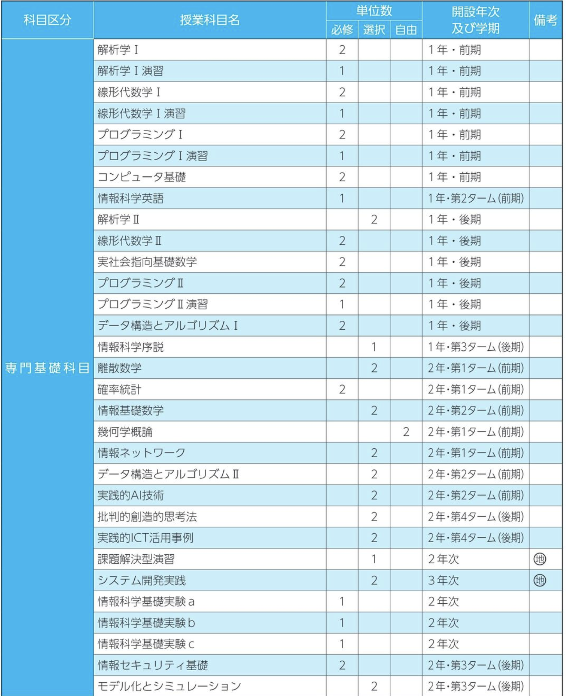 科目区分 授業科目名 単位数 開設年次及び学期 備考
必修 選択 自由
専門基礎科目
解析学Ⅰ 2 1年・前期
解析学Ⅰ演習 1 1年・前期
線形代数学Ⅰ 2 1年・前期
線形代数学Ⅰ演習 1 1年・前期
プログラミングⅠ 2 1年・前期
プログラミングⅠ演習 1 1年・前期
コンピュータ基礎 2 1年・前期
情報科学英語 1 1年・第2ターム(前期)
解析学Ⅱ 2 1年・後期
線形代数学Ⅱ 2 1年・後期
実社会指向基礎数学 2 1年・後期
プログラミングⅡ 2 1年・後期
プログラミングⅡ演習 1 1年・後期
データ構造とアルゴリズムⅠ 2 1年・後期
情報科学序説 1 1年・第3ターム(後期)
離散数学 2 2年・第1ターム(前期)
確率統計 2 2年・第1ターム(前期)
情報基礎数学 2 2年・第2ターム(前期)
幾何学概論 2 2年・第1ターム(前期)
情報ネットワーク 2 2年・第1ターム(前期)
データ構造とアルゴリズムⅡ 2 2年・第2ターム(前期)
実践的AI技術 2 2年・第2ターム(前期)
批判的創造的思考法 2 2年・第4ターム(後期)
実践的ICT活用事例 2 2年・第4ターム(後期)
課題解決型演習 1 2年次 ㊏
システム開発実践 2 3年次 ㊏
情報科学基礎実験a 1 2年次
情報科学基礎実験b 1 2年次
情報科学基礎実験c 1 2年次
情報セキュリティ基礎 2 2年・第3ターム(後期)
モデル化とシミュレーション 2 2年・第3ターム(後期)